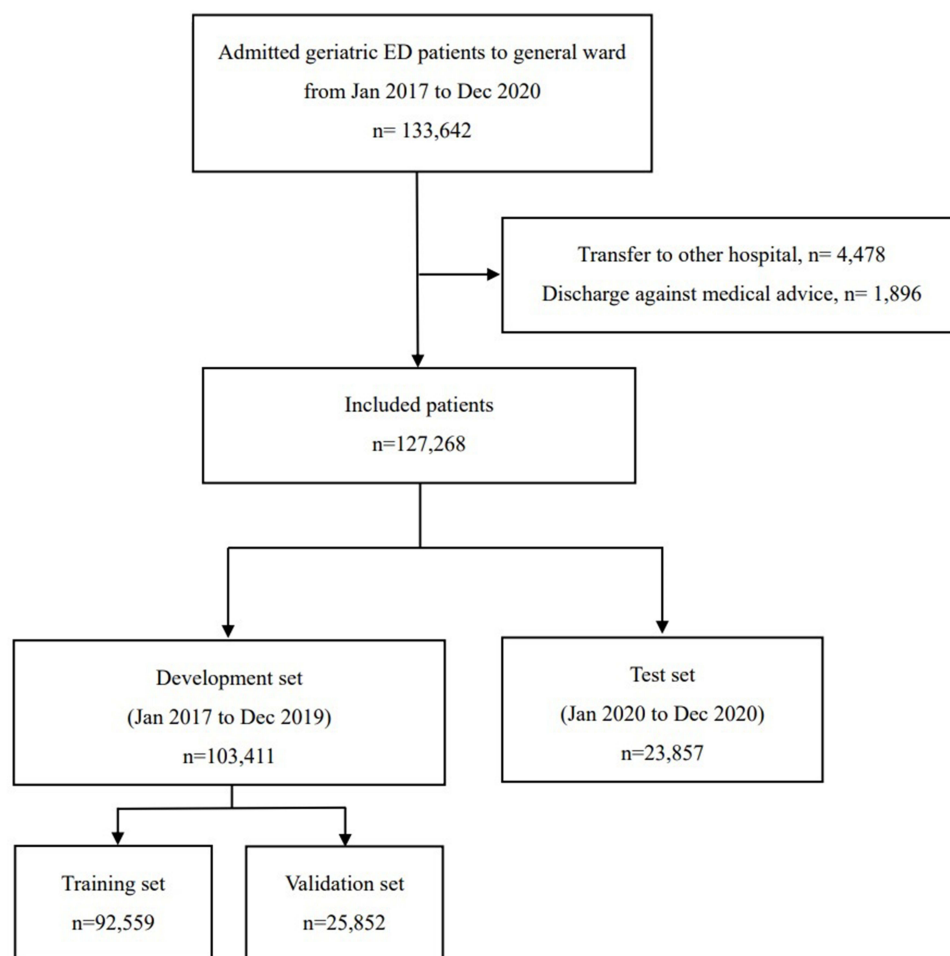 Admitted geriatric ED patients to general ward
from Jan 2017 to Dec 2020
n= 133,642
Transfer to other hospital, n= 4,478
Discharge against medical advice, n= 1,896
Included patients
n=127,268
Development set
(Jan 2017 to Dec 2019)
n=103,411
Test set
(Jan 2020 to Dec 2020)
n=23,857
Training set
n=92,559
Validation set
n=25,852